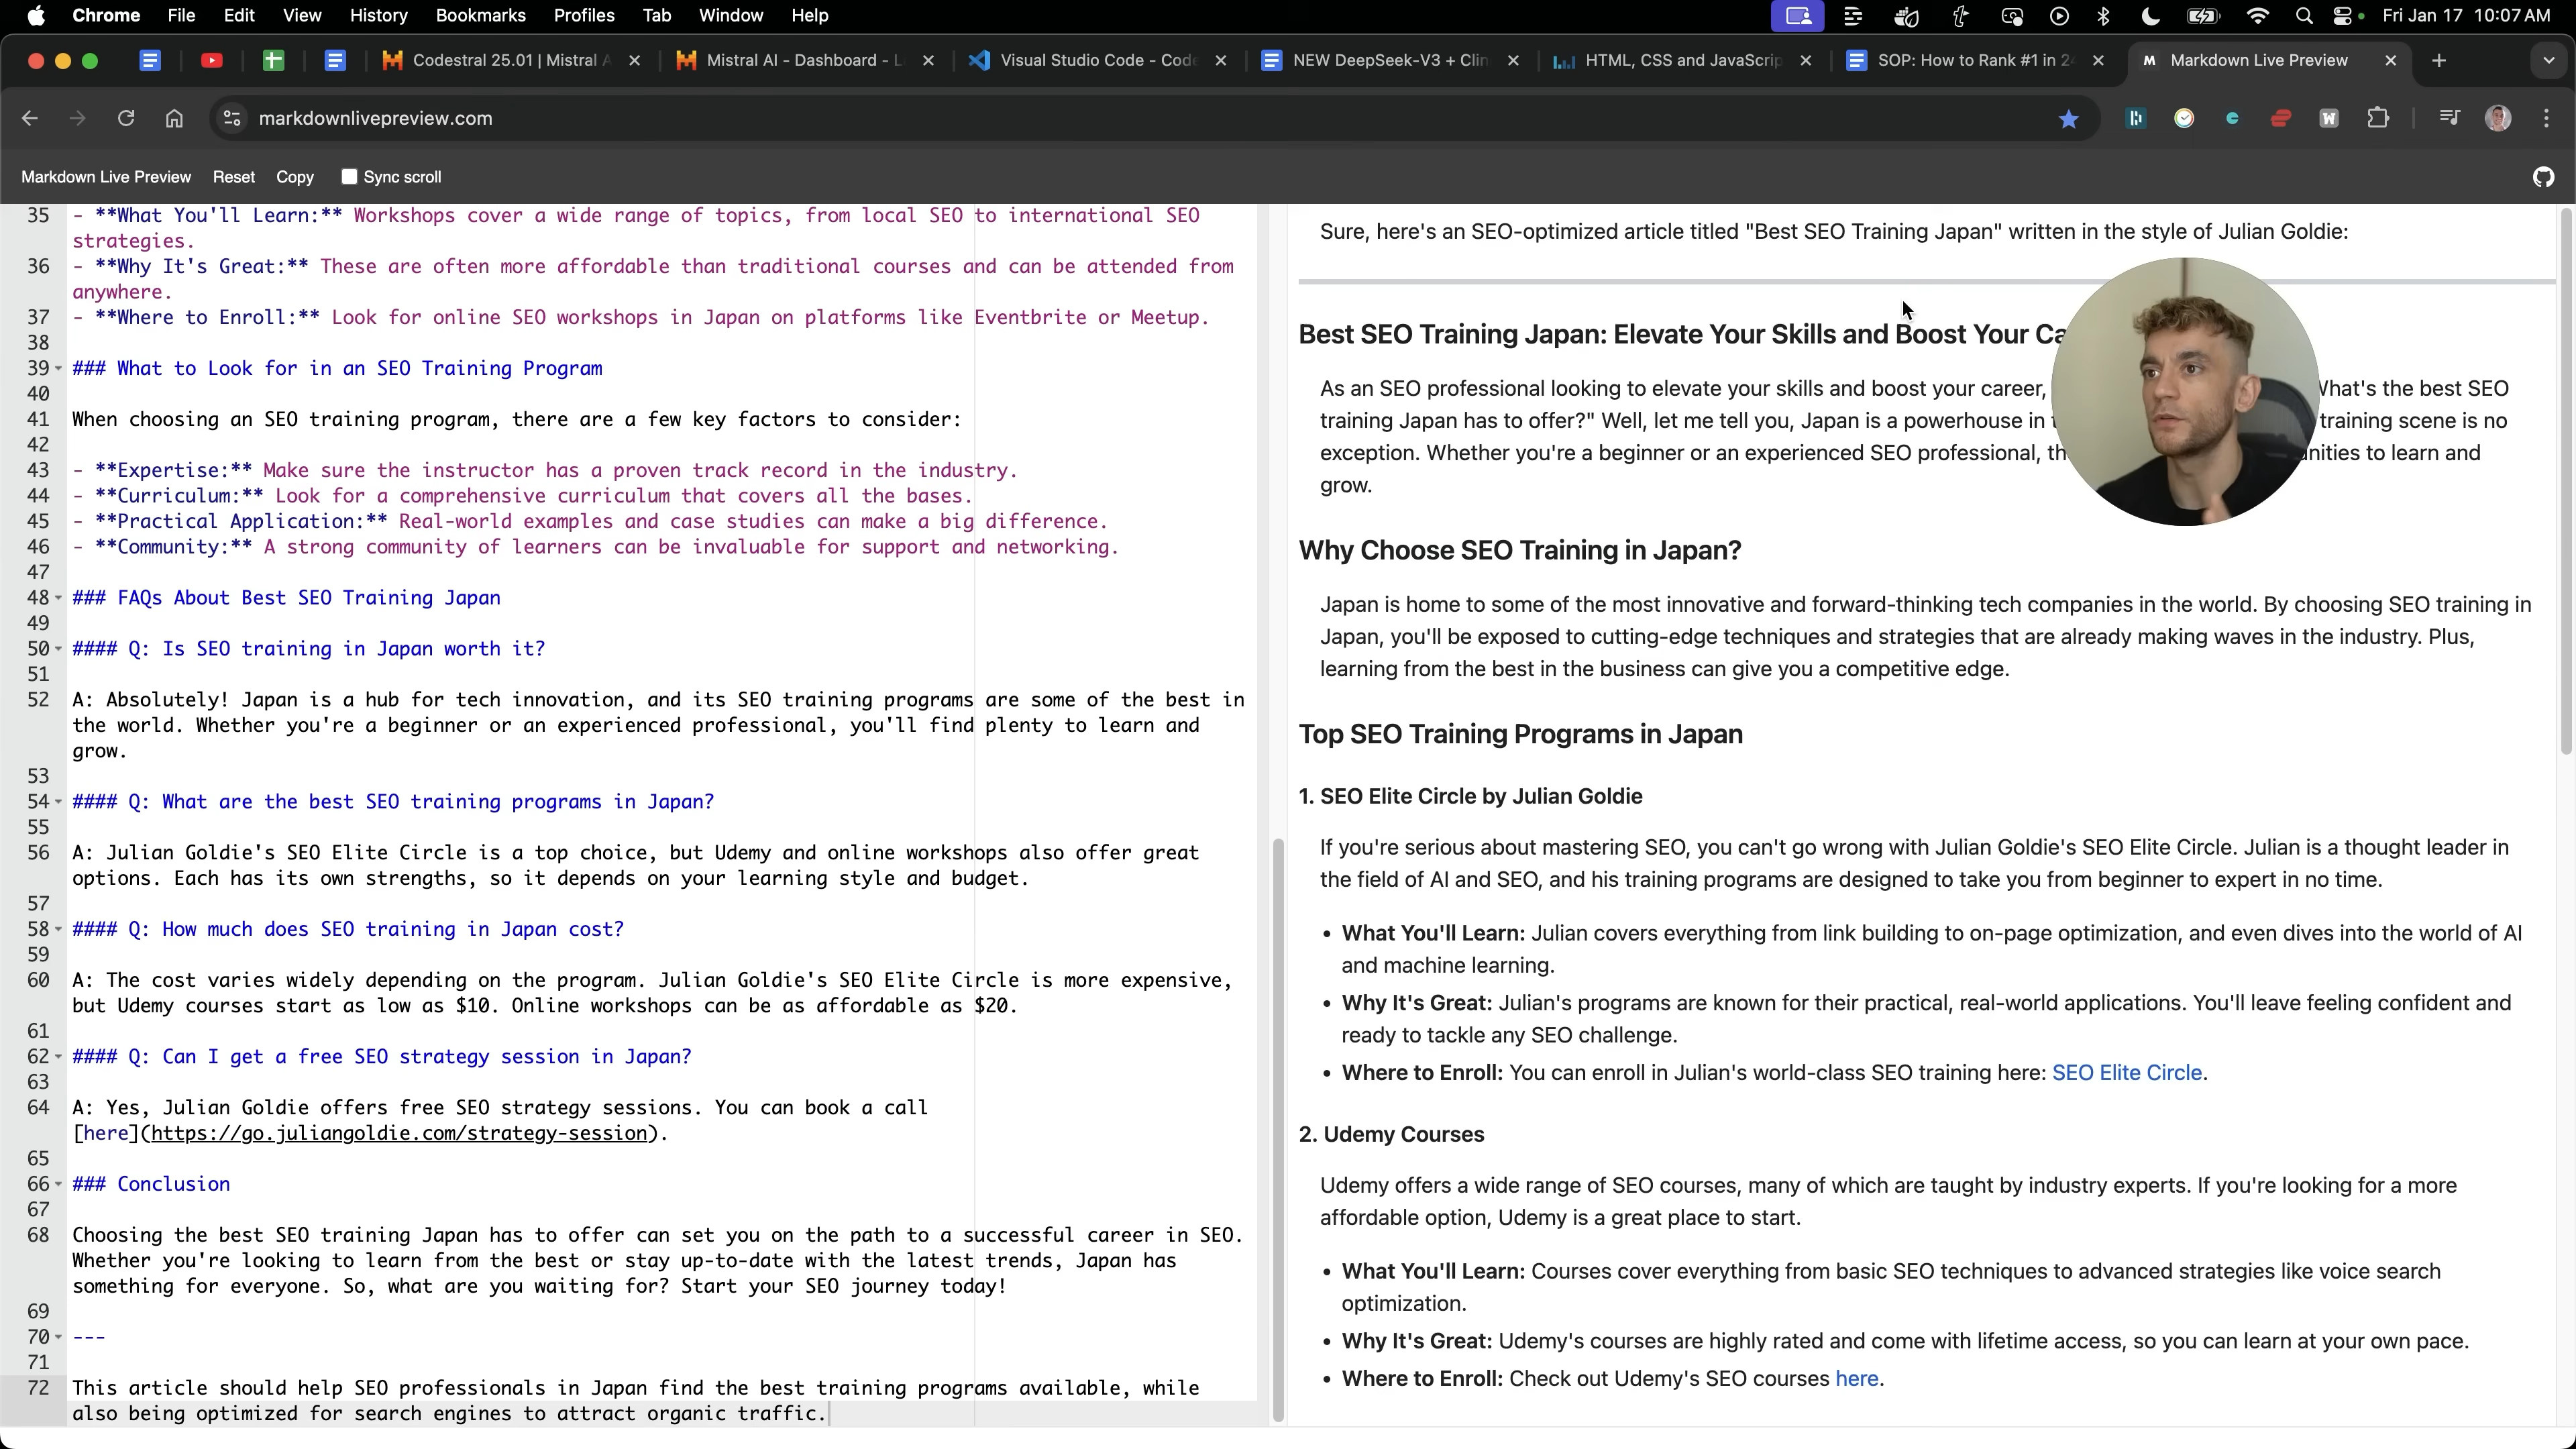 Chrome File Edit View History Bookmarks Profiles Tab Window Help Fri Jan 17 10:07 AM
Codestral 25.01 | Mistral A
Mistral AI - Dashboard - L
Visual Studio Code - Code
NEW DeepSeek-V3 + Clin
HTML, CSS and JavaScrip
SOP: How to Rank #1 in 24
Markdown Live Preview
markdownlivepreview.com
Markdown Live Preview Reset Copy Sync scroll
35 - **What You'll Learn:** Workshops cover a wide range of topics, from local SEO to international SEO
strategies.
36 - **Why It's Great:** These are often more affordable than traditional courses and can be attended from
anywhere.
37 - **Where to Enroll:** Look for online SEO workshops in Japan on platforms like Eventbrite or Meetup.
38
39 ### What to Look for in an SEO Training Program
40
41 When choosing an SEO training program, there are a few key factors to consider:
42
43 - **Expertise:** Make sure the instructor has a proven track record in the industry.
44 - **Curriculum:** Look for a comprehensive curriculum that covers all the bases.
45 - **Practical Application:** Real-world examples and case studies can make a big difference.
46 - **Community:** A strong community of learners can be invaluable for support and networking.
47
48 ### FAQs About Best SEO Training Japan
49
50 #### Q: Is SEO training in Japan worth it?
51
52 A: Absolutely! Japan is a hub for tech innovation, and its SEO training programs are some of the best in
the world. Whether you're a beginner or an experienced professional, you'll find plenty to learn and
grow.
53
54 #### Q: What are the best SEO training programs in Japan?
55
56 A: Julian Goldie's SEO Elite Circle is a top choice, but Udemy and online workshops also offer great
options. Each has its own strengths, so it depends on your learning style and budget.
57
58 #### Q: How much does SEO training in Japan cost?
59
60 A: The cost varies widely depending on the program. Julian Goldie's SEO Elite Circle is more expensive,
but Udemy courses start as low as $10. Online workshops can be as affordable as $20.
61
62 #### Q: Can I get a free SEO strategy session in Japan?
63
64 A: Yes, Julian Goldie offers free SEO strategy sessions. You can book a call
[here](https://go.juliangoldie.com/strategy-session).
65
66 ### Conclusion
67
68 Choosing the best SEO training Japan has to offer can set you on the path to a successful career in SEO.
Whether you're looking to learn from the best or stay up-to-date with the latest trends, Japan has
something for everyone. So, what are you waiting for? Start your SEO journey today!
69
70 ---
71
72 This article should help SEO professionals in Japan find the best training programs available, while
also being optimized for search engines to attract organic traffic.
Sure, here's an SEO-optimized article titled "Best SEO Training Japan" written in the style of Julian Goldie:
Best SEO Training Japan: Elevate Your Skills and Boost Your Ca
As an SEO professional looking to elevate your skills and boost your career, What's the best SEO
training Japan has to offer?" Well, let me tell you, Japan is a powerhouse in training scene is no
exception. Whether you're a beginner or an experienced SEO professional, to learn and
grow.
Why Choose SEO Training in Japan?
Japan is home to some of the most innovative and forward-thinking tech companies in the world. By choosing SEO training in
Japan, you'll be exposed to cutting-edge techniques and strategies that are already making waves in the industry. Plus,
learning from the best in the business can give you a competitive edge.
Top SEO Training Programs in Japan
1. SEO Elite Circle by Julian Goldie
If you're serious about mastering SEO, you can't go wrong with Julian Goldie's SEO Elite Circle. Julian is a thought leader in
the field of AI and SEO, and his training programs are designed to take you from beginner to expert in no time.
• What You'll Learn: Julian covers everything from link building to on-page optimization, and even dives into the world of AI
and machine learning.
• Why It's Great: Julian's programs are known for their practical, real-world applications. You'll leave feeling confident and
ready to tackle any SEO challenge.
• Where to Enroll: You can enroll in Julian's world-class SEO training here: SEO Elite Circle.
2. Udemy Courses
Udemy offers a wide range of SEO courses, many of which are taught by industry experts. If you're looking for a more
affordable option, Udemy is a great place to start.
• What You'll Learn: Courses cover everything from basic SEO techniques to advanced strategies like voice search
optimization.
• Why It's Great: Udemy's courses are highly rated and come with lifetime access, so you can learn at your own pace.
• Where to Enroll: Check out Udemy's SEO courses here.